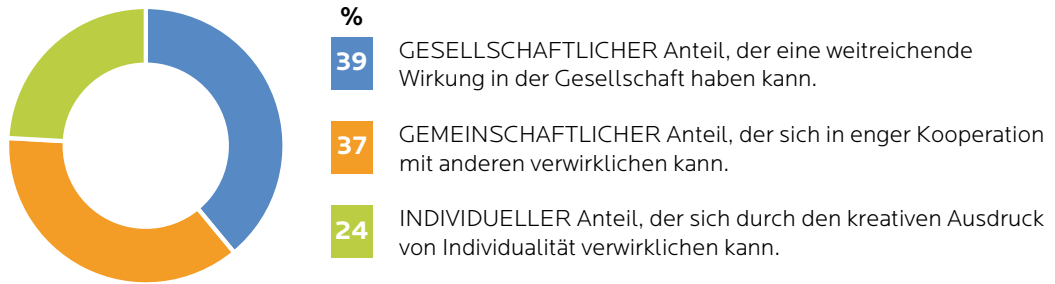 %
39 GESELLSCHAFTLICHER Anteil, der eine weitreichende
Wirkung in der Gesellschaft haben kann.
37 GEMEINSCHAFTLICHER Anteil, der sich in enger Kooperation
mit anderen verwirklichen kann.
24 INDIVIDUELLER Anteil, der sich durch den kreativen Ausdruck
von Individualität verwirklichen kann.